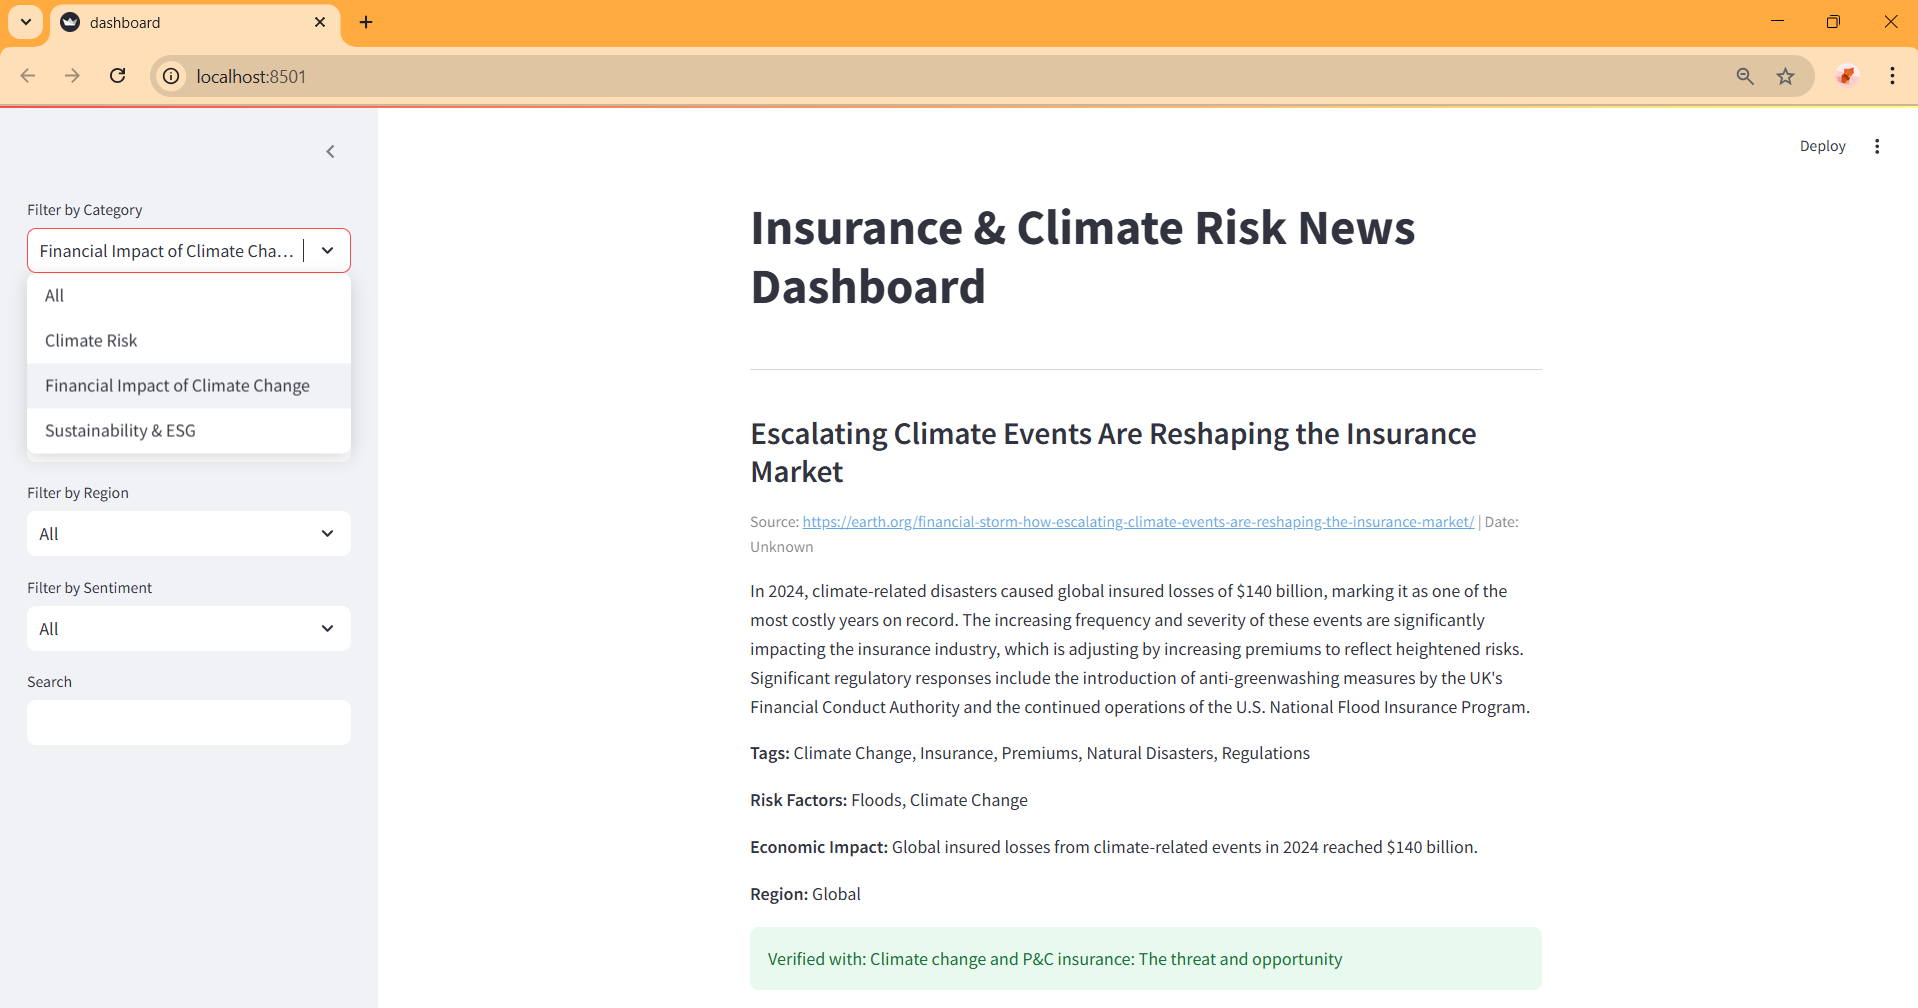 dashboard
localhost:8501
Deploy
Filter by Category
Financial Impact of Climate Cha...
All
Climate Risk
Financial Impact of Climate Change
Sustainability & ESG
Filter by Region
All
Filter by Sentiment
All
Search
Insurance & Climate Risk News
Dashboard
Escalating Climate Events Are Reshaping the Insurance
Market
Source: https://earth.org/financial-storm-how-escalating-climate-events-are-reshaping-the-insurance-market/ | Date:
Unknown
In 2024, climate-related disasters caused global insured losses of $140 billion, marking it as one of the
most costly years on record. The increasing frequency and severity of these events are significantly
impacting the insurance industry, which is adjusting by increasing premiums to reflect heightened risks.
Significant regulatory responses include the introduction of anti-greenwashing measures by the UK's
Financial Conduct Authority and the continued operations of the U.S. National Flood Insurance Program.
Tags: Climate Change, Insurance, Premiums, Natural Disasters, Regulations
Risk Factors: Floods, Climate Change
Economic Impact: Global insured losses from climate-related events in 2024 reached $140 billion.
Region: Global
Verified with: Climate change and P&C insurance: The threat and opportunity